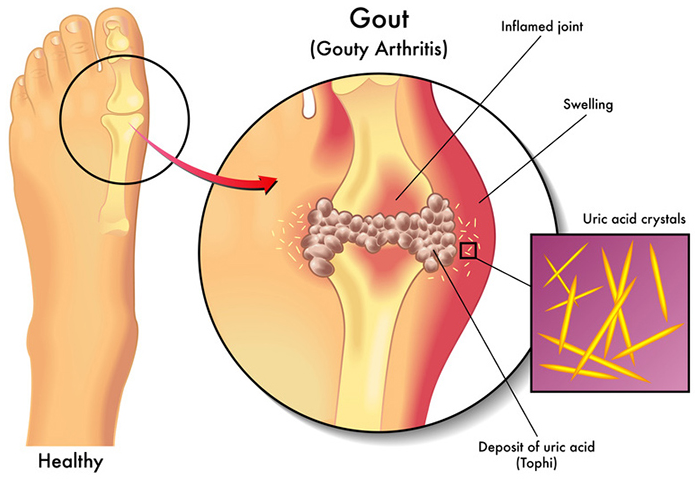 Gout
(Gouty Arthritis)
Inflamed joint
Swelling
Uric acid crystals
Deposit of uric acid
(Tophi)
Healthy